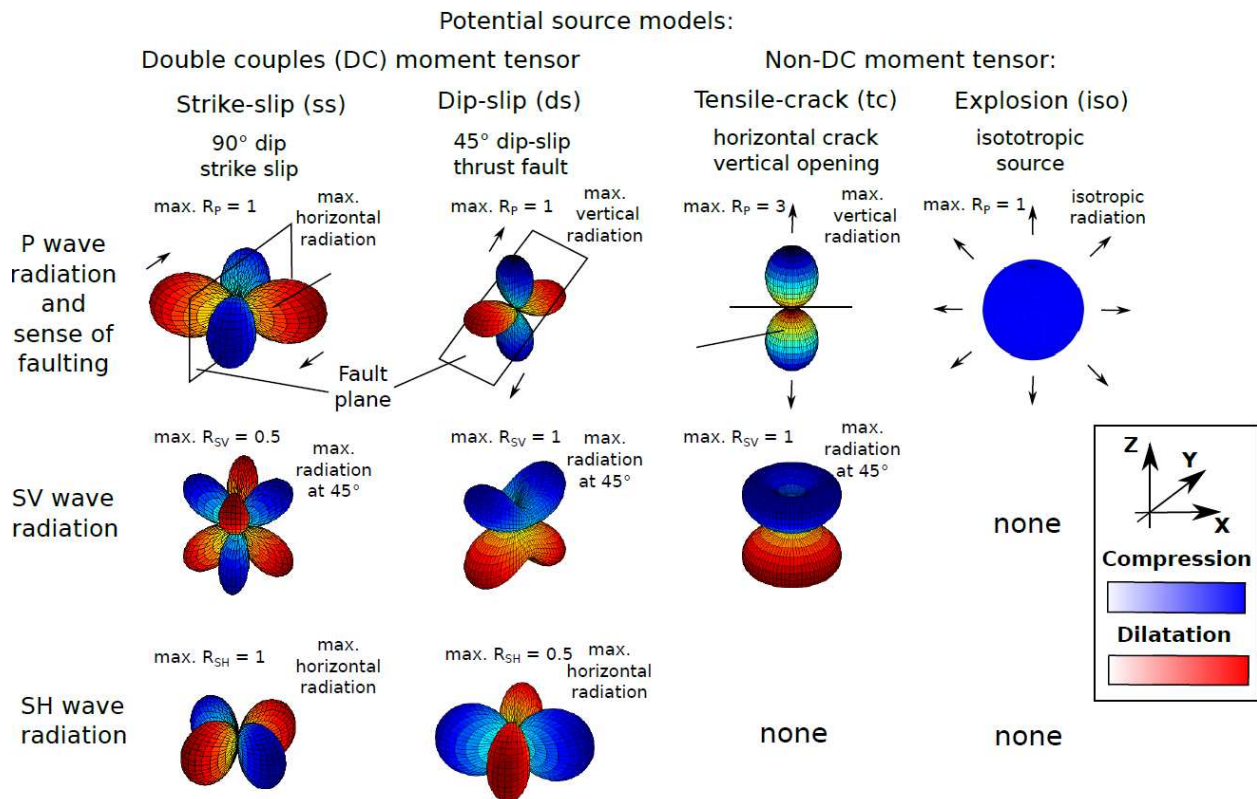 Potential source models:
Double couples (DC) moment tensor
Non-DC moment tensor:
Strike-slip (ss)
Dip-slip (ds)
Tensile-crack (tc)
Explosion (iso)
90° dip
strike slip
45° dip-slip
thrust fault
horizontal crack
vertical opening
isototropic
source
P wave
radiation
and
sense of
faulting
max. R_P = 1
max.
horizontal
radiation
max. R_P = 1
max.
vertical
radiation
max. R_P = 3
max.
vertical
radiation
max. R_P = 1
isotropic
radiation
Fault
plane
SV wave
radiation
max. R_SV = 0.5
max.
radiation
at 45°
max. R_SV = 1
max.
radiation
at 45°
max. R_SV = 1
max.
radiation
at 45°
none
SH wave
radiation
max. R_SH = 1
max.
horizontal
radiation
max. R_SH = 0.5
max.
horizontal
radiation
none
none
Z
Y
X
Compression
Dilatation